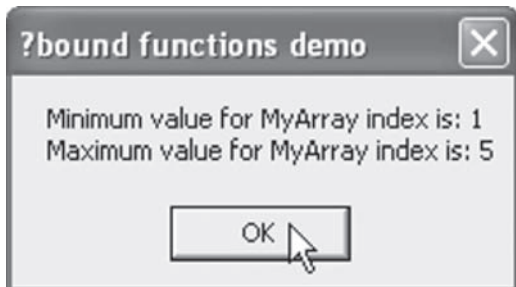 ?bound functions demo
Minimum value for MyArray index is: 1
Maximum value for MyArray index is: 5
OK